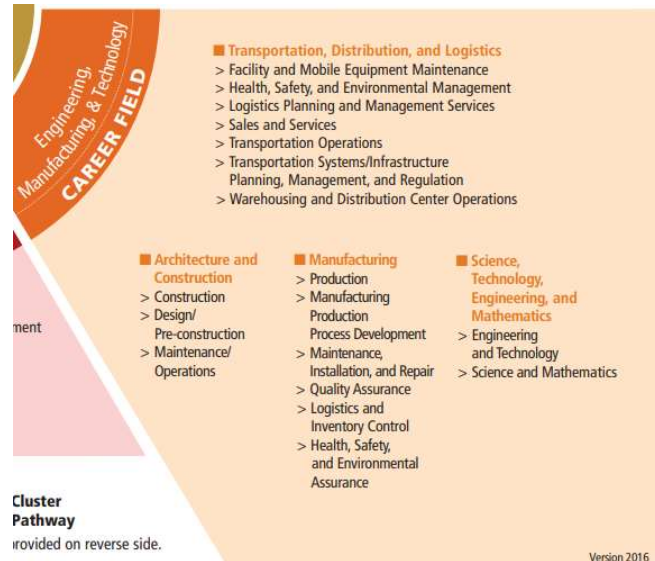 Engineering,
Manufacturing, & Technology
CAREER FIELD
■ Transportation, Distribution, and Logistics
> Facility and Mobile Equipment Maintenance
> Health, Safety, and Environmental Management
> Logistics Planning and Management Services
> Sales and Services
> Transportation Operations
> Transportation Systems/Infrastructure
Planning, Management, and Regulation
> Warehousing and Distribution Center Operations
■ Architecture and
Construction
> Construction
> Design/
Pre-construction
> Maintenance/
Operations
■ Manufacturing
> Production
> Manufacturing
Production
Process Development
> Maintenance,
Installation, and Repair
> Quality Assurance
> Logistics and
Inventory Control
> Health, Safety,
and Environmental
Assurance
■ Science,
Technology,
Engineering, and
Mathematics
> Engineering
and Technology
> Science and Mathematics
ment
Cluster
Pathway
provided on reverse side.
Version 2016